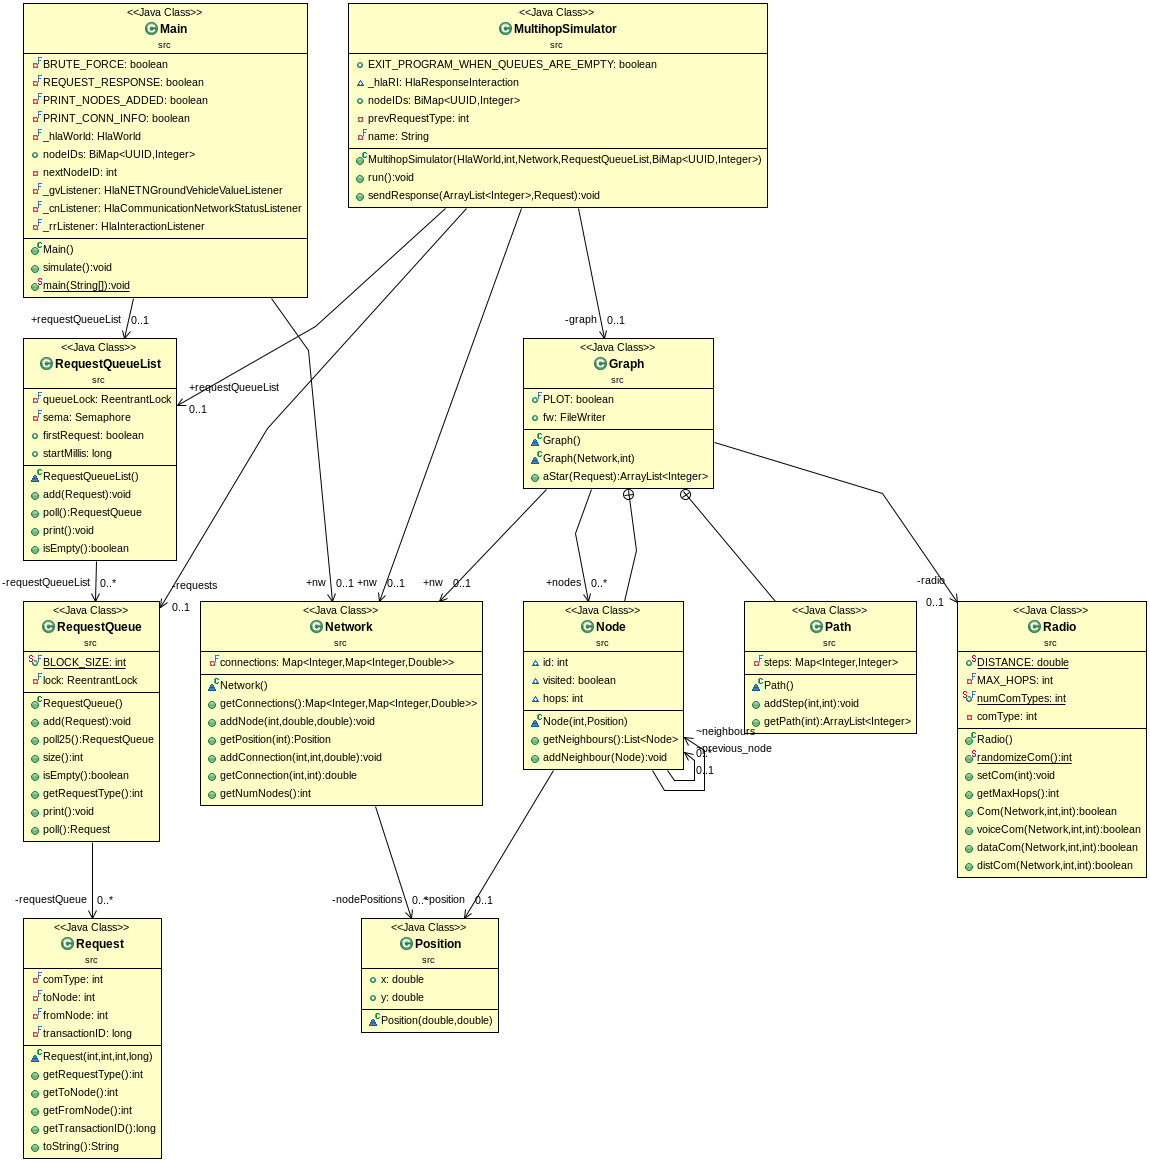 <<Java Class>>
Main
src
BRUTE_FORCE: boolean
REQUEST_RESPONSE: boolean
PRINT_NODES_ADDED: boolean
PRINT_CONN_INFO: boolean
_hlaWorld: HlaWorld
nodeIDs: BiMap<UUID,Integer>
nextNodeID: int
_gvListener: HlaNETNGroundVehicleValueListener
_cnListener: HlaCommunicationNetworkStatusListener
_rrListener: HlaInteractionListener
Main()
simulate():void
main(String[]):void
<<Java Class>>
MultihopSimulator
src
EXIT_PROGRAM_WHEN_QUEUES_ARE_EMPTY: boolean
_hlaRI: HlaResponseInteraction
nodeIDs: BiMap<UUID,Integer>
prevRequestType: int
name: String
MultihopSimulator(HlaWorld,int,Network,RequestQueueList,BiMap<UUID,Integer>)
run():void
sendResponse(ArrayList<Integer>,Request):void
+requestQueueList 0..1
-graph 0..1
<<Java Class>>
RequestQueueList
src
queueLock: ReentrantLock
sema: Semaphore
firstRequest: boolean
startMillis: long
RequestQueueList()
add(Request):void
poll():RequestQueue
print():void
isEmpty():boolean
+requestQueueList
0..1
<<Java Class>>
Graph
src
PLOT: boolean
fw: FileWriter
Graph()
Graph(Network,int)
aStar(Request):ArrayList<Integer>
-requestQueueList 0..*
-requests
0..1
+nw 0..1
+nw 0..1
+nw 0..1
+nodes 0..*
-radio
0..1
<<Java Class>>
RequestQueue
src
BLOCK_SIZE: int
lock: ReentrantLock
RequestQueue()
add(Request):void
poll25():RequestQueue
size():int
isEmpty():boolean
getRequestType():int
print():void
poll():Request
<<Java Class>>
Network
src
connections: Map<Integer,Map<Integer,Double>>
Network()
getConnections():Map<Integer,Map<Integer,Double>>
addNode(int,double,double):void
getPosition(int):Position
addConnection(int,int,double):void
getConnection(int,int):double
getNumNodes():int
<<Java Class>>
Node
src
id: int
visited: boolean
hops: int
Node(int,Position)
getNeighbours():List<Node>
addNeighbour(Node):void
~neighbours
~previous_node
0..1
<<Java Class>>
Path
src
steps: Map<Integer,Integer>
Path()
addStep(int,int):void
getPath(int):ArrayList<Integer>
<<Java Class>>
Radio
src
DISTANCE: double
MAX_HOPS: int
numComTypes: int
comType: int
Radio()
randomizeCom():int
setCom(int):void
getMaxHops():int
Com(Network,int,int):boolean
voiceCom(Network,int,int):boolean
dataCom(Network,int,int):boolean
distCom(Network,int,int):boolean
-requestQueue 0..*
-nodePositions 0..*
+position 0..1
<<Java Class>>
Request
src
comType: int
toNode: int
fromNode: int
transactionID: long
Request(int,int,int,long)
getRequestType():int
getToNode():int
getFromNode():int
getTransactionID():long
toString():String
<<Java Class>>
Position
src
x: double
y: double
Position(double,double)